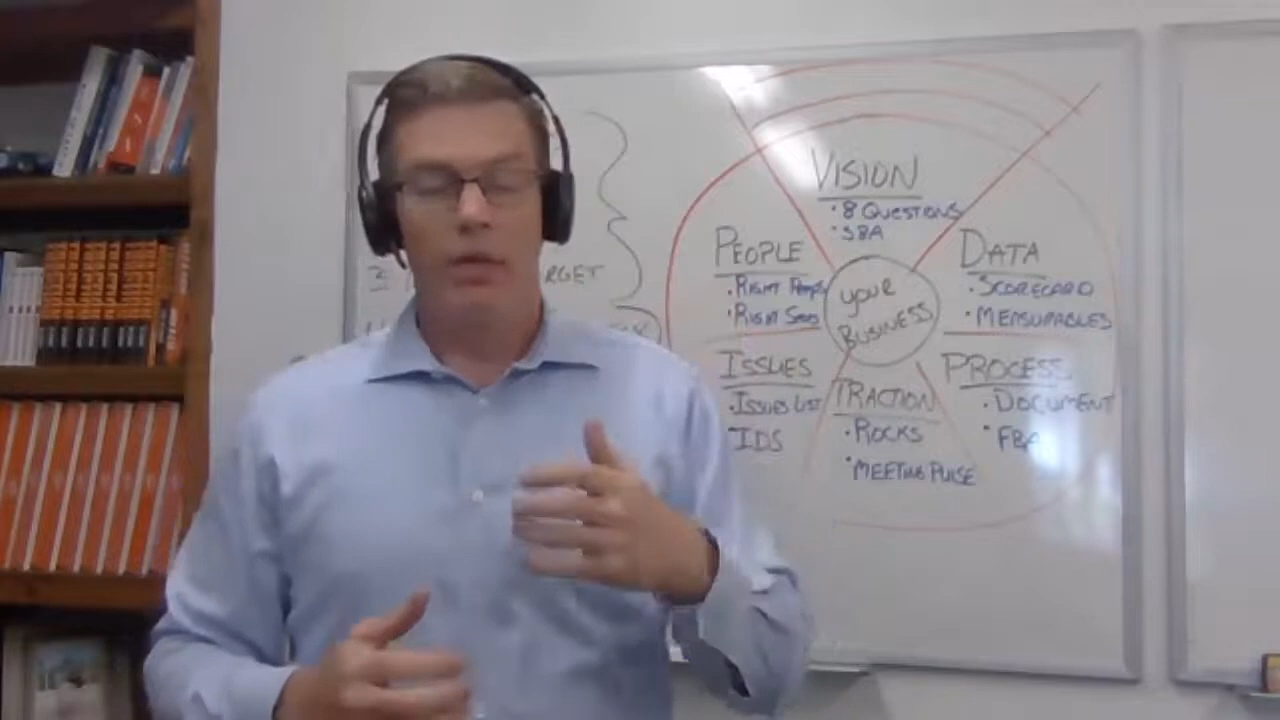 VISION
• 8 QUESTIONS
• SBA
PEOPLE
• RIGHT PEOPLE
• RIGHT SEATS
DATA
• SCORECARD
• MEASURABLES
YOUR
BUSINESS
ISSUES
• ISSUES LIST
IDS
TRACTION
• ROCKS
• MEETING PULSE
PROCESS
• DOCUMENT
• FBA
RGET